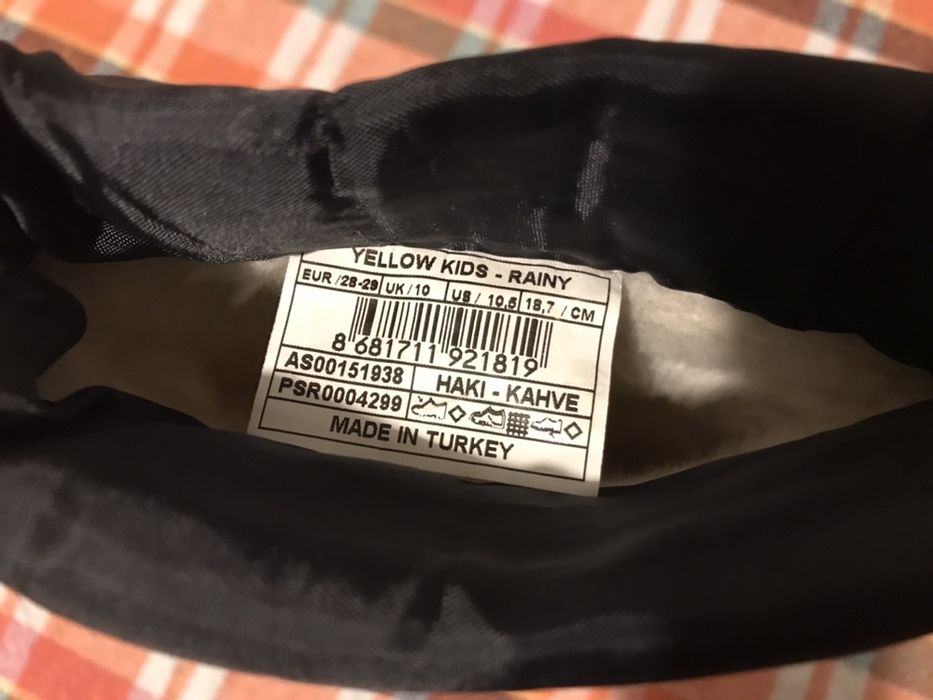 YELLOW KIDS - RAINY
EUR / 28-29 UK / 10 US / 10,5 18,7 / CM
8 681711 921819
AS00151938 HAKI - KAHVE
PSR0004299
MADE IN TURKEY